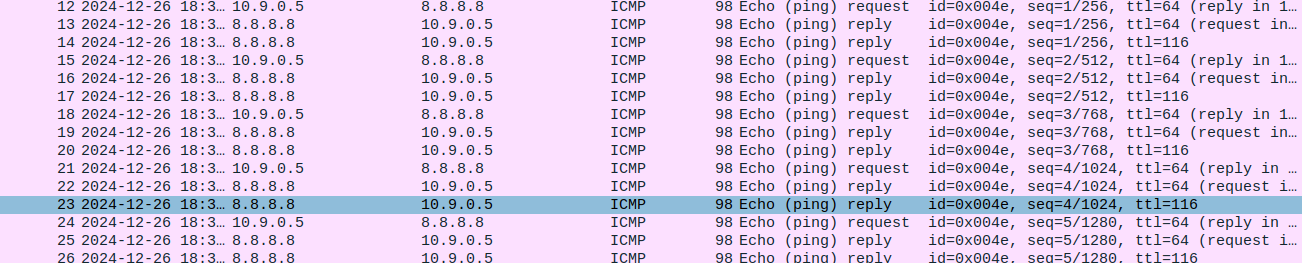 12 2024-12-26 18:3… 10.9.0.5 8.8.8.8 ICMP 98 Echo (ping) request id=0x004e, seq=1/256, ttl=64 (reply in 1…
13 2024-12-26 18:3… 8.8.8.8 10.9.0.5 ICMP 98 Echo (ping) reply id=0x004e, seq=1/256, ttl=64 (request in…
14 2024-12-26 18:3… 8.8.8.8 10.9.0.5 ICMP 98 Echo (ping) reply id=0x004e, seq=1/256, ttl=116
15 2024-12-26 18:3… 10.9.0.5 8.8.8.8 ICMP 98 Echo (ping) request id=0x004e, seq=2/512, ttl=64 (reply in 1…
16 2024-12-26 18:3… 8.8.8.8 10.9.0.5 ICMP 98 Echo (ping) reply id=0x004e, seq=2/512, ttl=64 (request in…
17 2024-12-26 18:3… 8.8.8.8 10.9.0.5 ICMP 98 Echo (ping) reply id=0x004e, seq=2/512, ttl=116
18 2024-12-26 18:3… 10.9.0.5 8.8.8.8 ICMP 98 Echo (ping) request id=0x004e, seq=3/768, ttl=64 (reply in 1…
19 2024-12-26 18:3… 8.8.8.8 10.9.0.5 ICMP 98 Echo (ping) reply id=0x004e, seq=3/768, ttl=64 (request in…
20 2024-12-26 18:3… 8.8.8.8 10.9.0.5 ICMP 98 Echo (ping) reply id=0x004e, seq=3/768, ttl=116
21 2024-12-26 18:3… 10.9.0.5 8.8.8.8 ICMP 98 Echo (ping) request id=0x004e, seq=4/1024, ttl=64 (reply in …
22 2024-12-26 18:3… 8.8.8.8 10.9.0.5 ICMP 98 Echo (ping) reply id=0x004e, seq=4/1024, ttl=64 (request i…
23 2024-12-26 18:3… 8.8.8.8 10.9.0.5 ICMP 98 Echo (ping) reply id=0x004e, seq=4/1024, ttl=116
24 2024-12-26 18:3… 10.9.0.5 8.8.8.8 ICMP 98 Echo (ping) request id=0x004e, seq=5/1280, ttl=64 (reply in …
25 2024-12-26 18:3… 8.8.8.8 10.9.0.5 ICMP 98 Echo (ping) reply id=0x004e, seq=5/1280, ttl=64 (request i…
26 2024-12-26 18:3… 8.8.8.8 10.9.0.5 ICMP 98 Echo (ping) reply id=0x004e, seq=5/1280, ttl=116